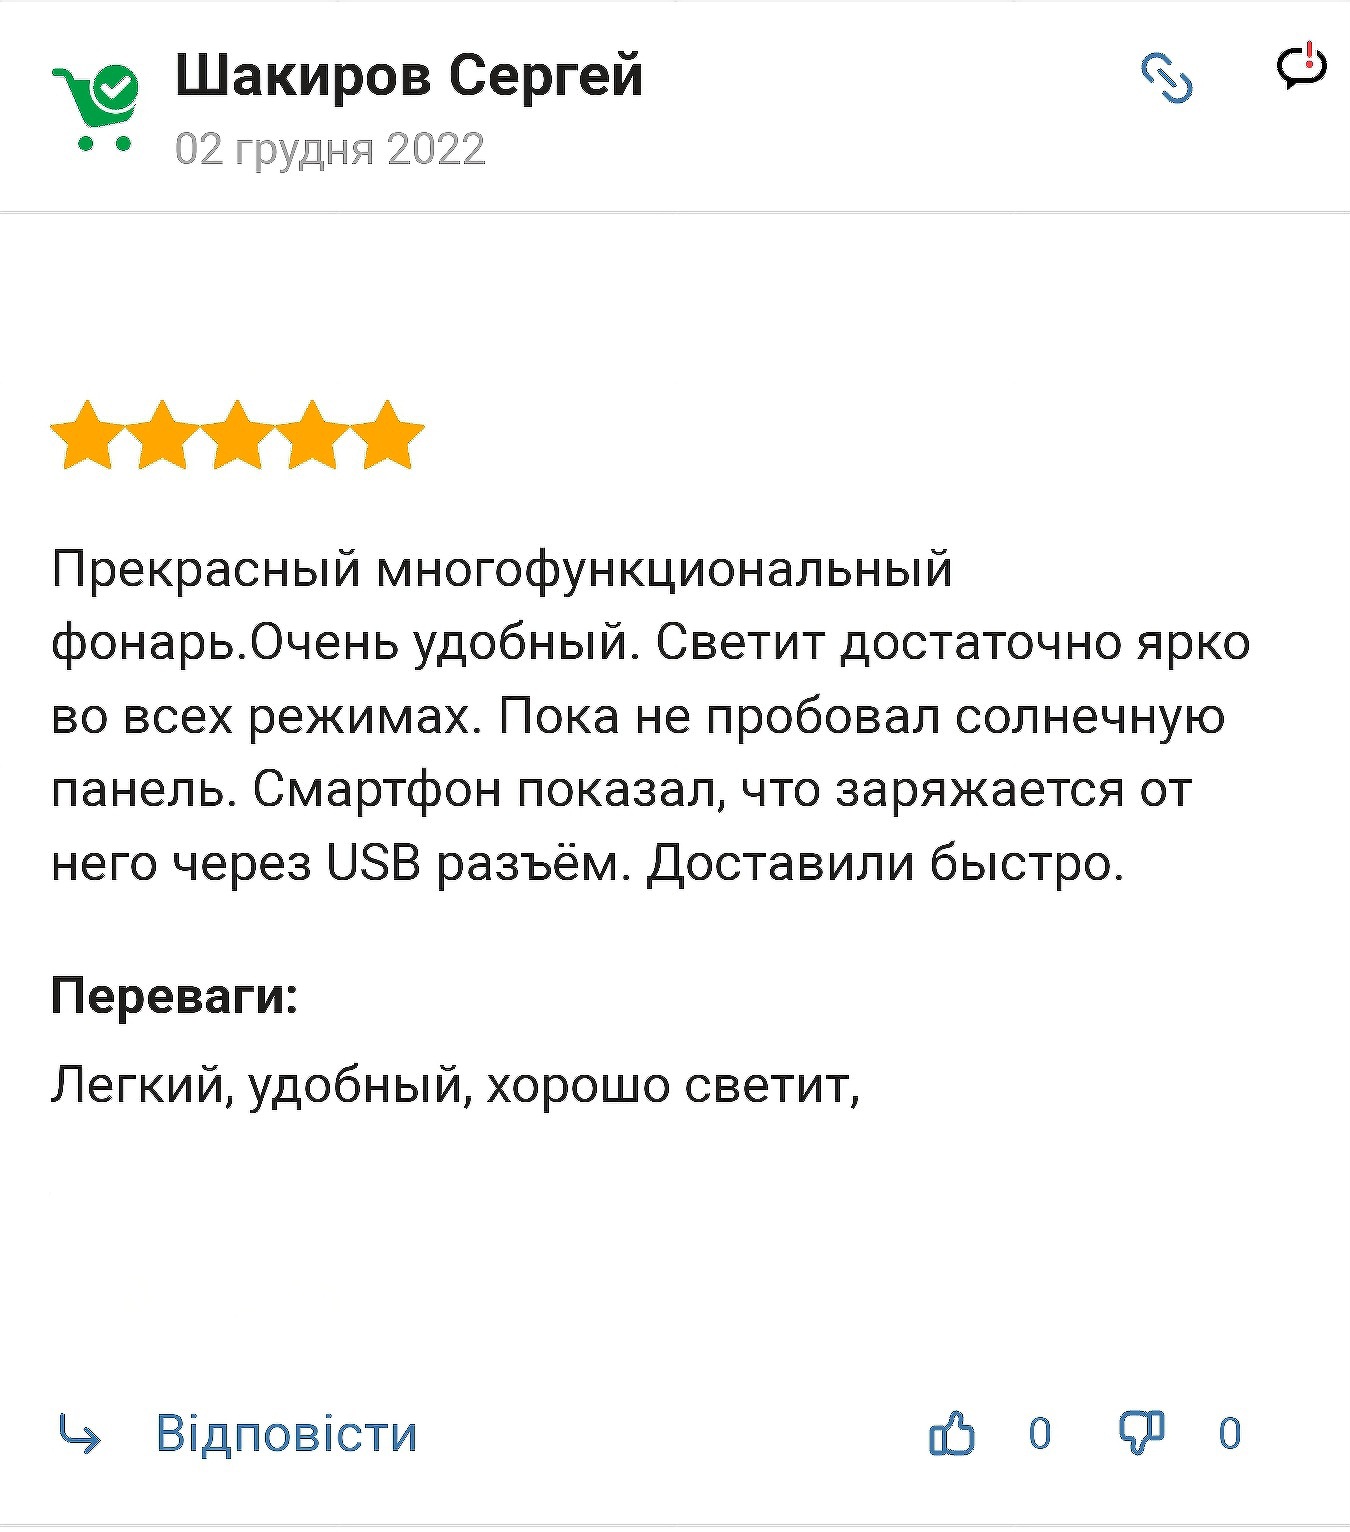 Шакиров Сергей
02 грудня 2022
Прекрасный многофункциональный
фонарь.Очень удобный. Светит достаточно ярко
во всех режимах. Пока не пробовал солнечную
панель. Смартфон показал, что заряжается от
него через USB разъём. Доставили быстро.
Переваги:
Легкий, удобный, хорошо светит,
Відповісти 0 0